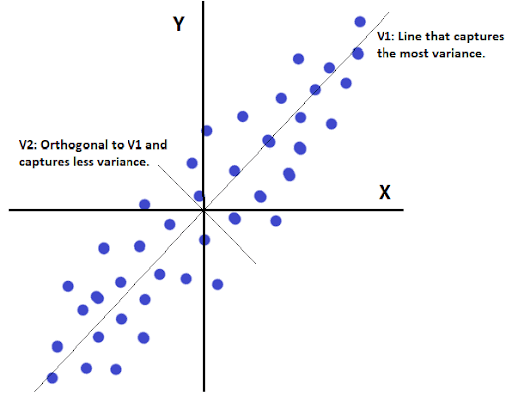 Y
V1: Line that captures
the most variance.
V2: Orthogonal to V1 and
captures less variance.
X